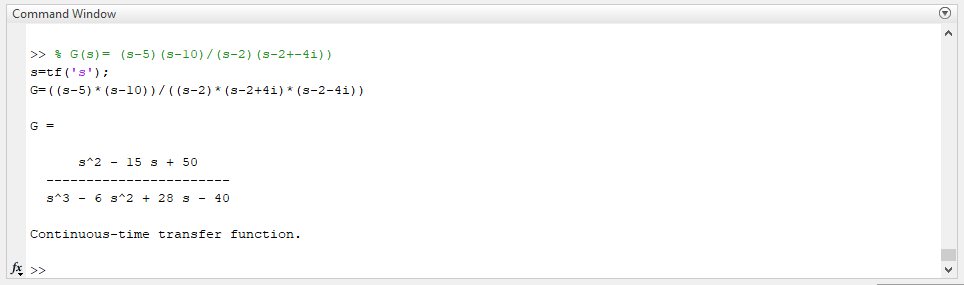 Command Window
>> % G(s)= (s-5)(s-10)/(s-2)(s-2+-4i))
s=tf('s');
G=((s-5)*(s-10))/((s-2)*(s-2+4i)*(s-2-4i))
G =
s^2 - 15 s + 50
-----------------------
s^3 - 6 s^2 + 28 s - 40
Continuous-time transfer function.
fx >>